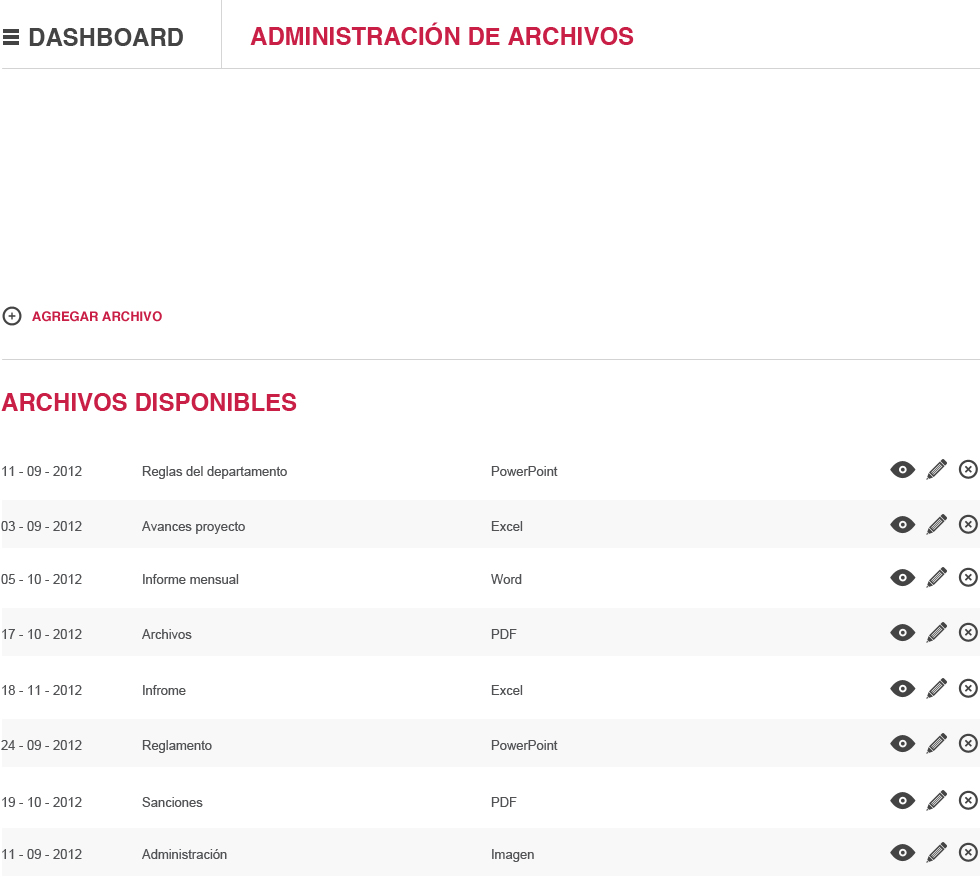 DASHBOARD ADMINISTRACIÓN DE ARCHIVOS
AGREGAR ARCHIVO
ARCHIVOS DISPONIBLES
11 - 09 - 2012 Reglas del departamento PowerPoint
03 - 09 - 2012 Avances proyecto Excel
05 - 10 - 2012 Informe mensual Word
17 - 10 - 2012 Archivos PDF
18 - 11 - 2012 Infrome Excel
24 - 09 - 2012 Reglamento PowerPoint
19 - 10 - 2012 Sanciones PDF
11 - 09 - 2012 Administración Imagen